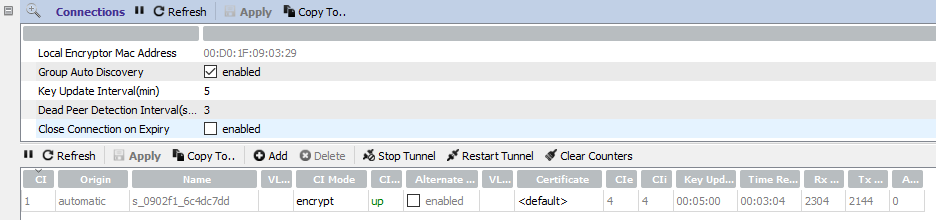 Connections Refresh Apply Copy To..
Local Encryptor Mac Address 00:D0:1F:09:03:29
Group Auto Discovery enabled
Key Update Interval(min) 5
Dead Peer Detection Interval(s... 3
Close Connection on Expiry enabled
Refresh Apply Copy To.. Add Delete Stop Tunnel Restart Tunnel Clear Counters
CI Origin Name VL... CI Mode CI... Alternate ... VL... Certificate CIe CIi Key Upd... Time Re... Rx ... Tx ... A...
1 automatic s_0902f1_6c4dc7dd encrypt up enabled <default> 4 4 00:05:00 00:03:04 2304 2144 0